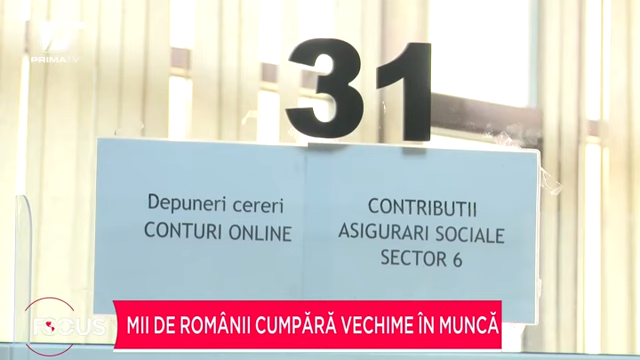 PRIMA TV
31
Depuneri cereri
CONTURI ONLINE
CONTRIBUTII
ASIGURARI SOCIALE
SECTOR 6
FOCUS
MII DE ROMÂNII CUMPĂRĂ VECHIME ÎN MUNCĂ